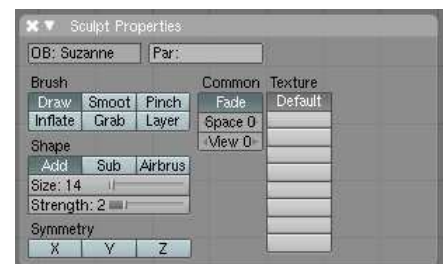 Sculpt Properties
OB: Suzanne Par:
Brush Common Texture
Draw Smoot Pinch Fade Default
Inflate Grab Layer Space 0
Shape View 0
Add Sub Airbrus
Size: 14
Strength: 2
Symmetry
X Y Z